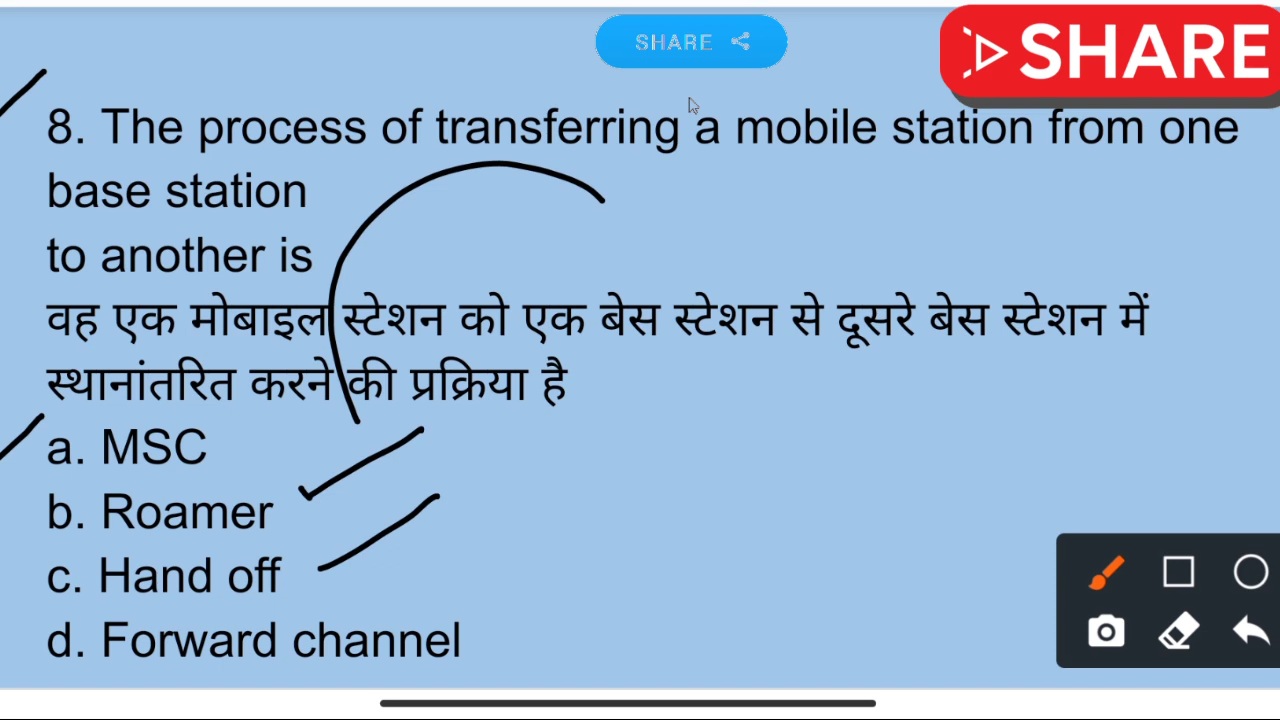 SHARE
SHARE
8. The process of transferring a mobile station from one
base station
to another is
वह एक मोबाइल स्टेशन को एक बेस स्टेशन से दूसरे बेस स्टेशन में
स्थानांतरित करने की प्रक्रिया है
a. MSC
b. Roamer
c. Hand off
d. Forward channel